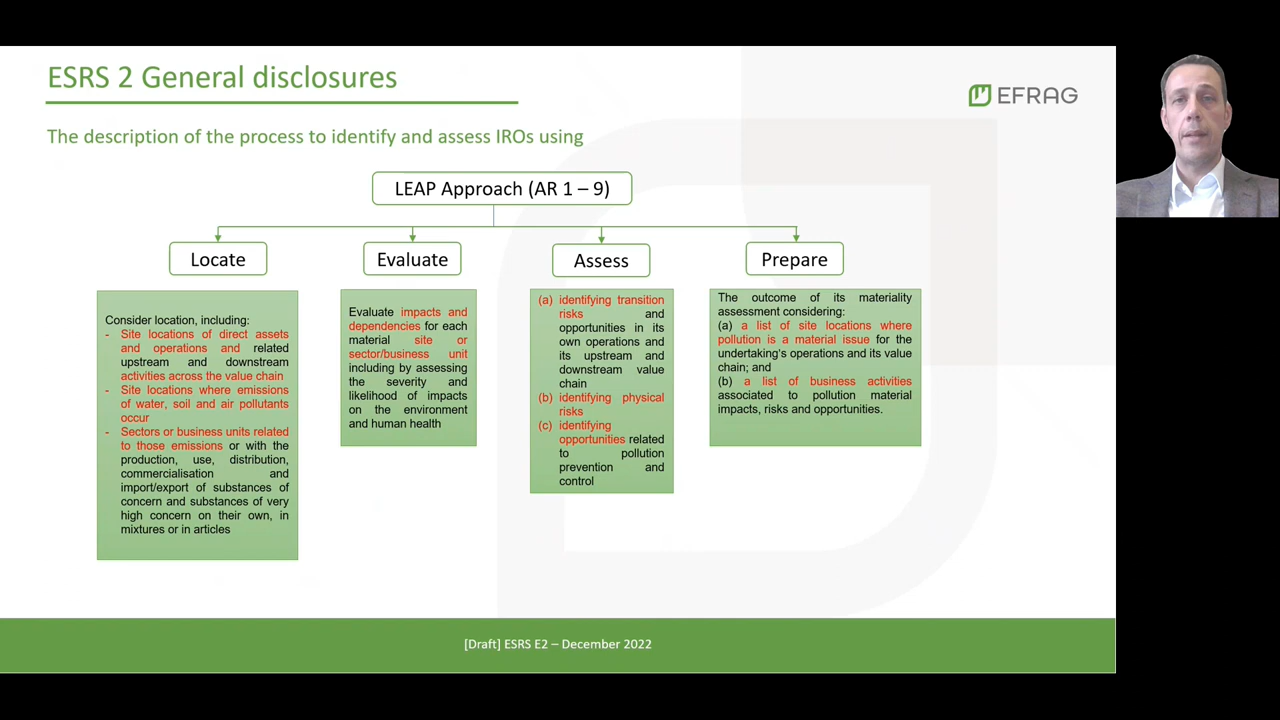 ESRS 2 General disclosures
EFRAG
The description of the process to identify and assess IROs using
LEAP Approach (AR 1 – 9)
Locate
Evaluate
Assess
Prepare
Consider location, including:
- Site locations of direct assets
and operations and related
upstream and downstream
activities across the value chain
- Site locations where emissions
of water, soil and air pollutants
occur
- Sectors or business units related
to those emissions or with the
production, use, distribution,
commercialisation and
import/export of substances of
concern and substances of very
high concern on their own, in
mixtures or in articles
Evaluate impacts and
dependencies for each
material site or
sector/business unit
including by assessing
the severity and
likelihood of impacts
on the environment
and human health
(a) identifying transition
risks and
opportunities in its
own operations and
its upstream and
downstream value
chain
(b) identifying physical
risks
(c) identifying
opportunities related
to pollution
prevention and
control
The outcome of its materiality
assessment considering:
(a) a list of site locations where
pollution is a material issue for the
undertaking's operations and its value
chain; and
(b) a list of business activities
associated to pollution material
impacts, risks and opportunities.
[Draft] ESRS E2 – December 2022